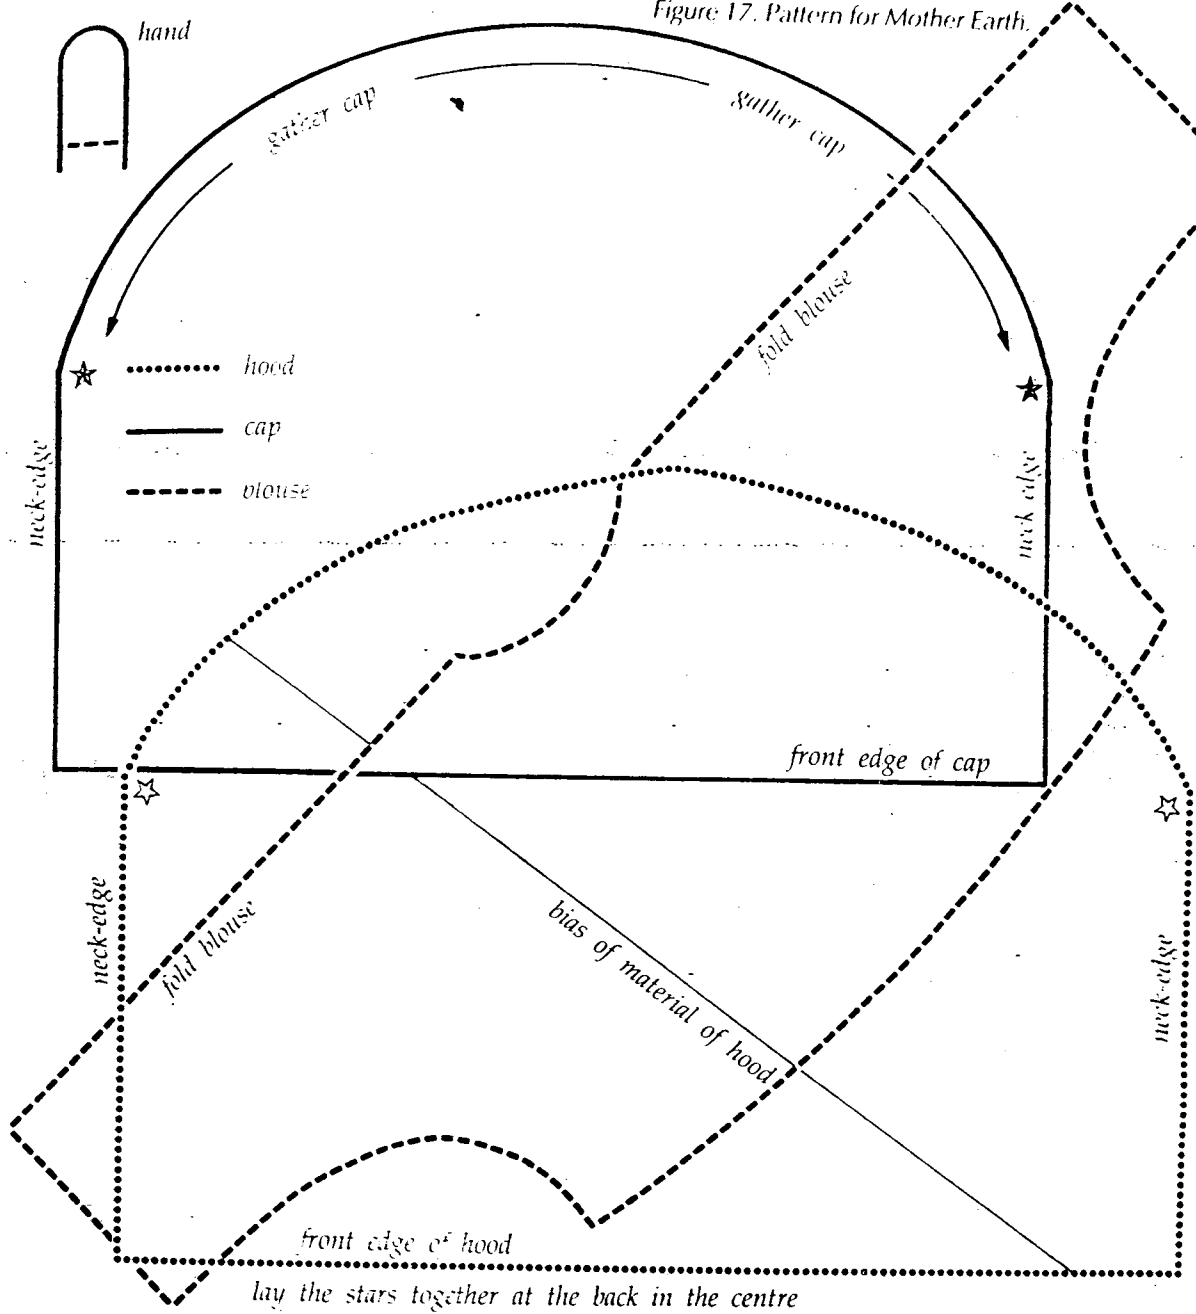 Figure 17. Pattern for Mother Earth.
hand
gather cap
gather cap
fold blouse
hood
cap
blouse
neck-edge
neck edge
front edge of cap
neck-edge
fold blouse
bias of material of hood
neck-edge
front edge of hood
lay the stars together at the back in the centre